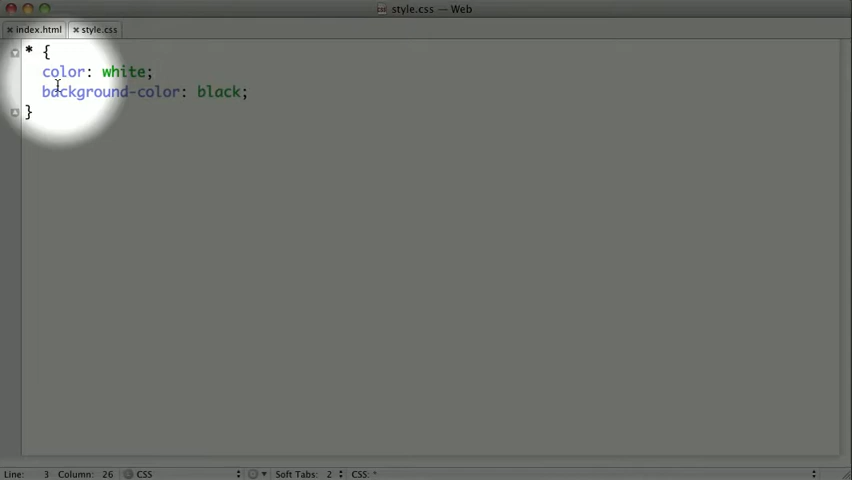 style.css — Web
index.html style.css
* {
  color: white;
  background-color: black;
}
Line: 3 Column: 26 CSS Soft Tabs: 2 CSS: *